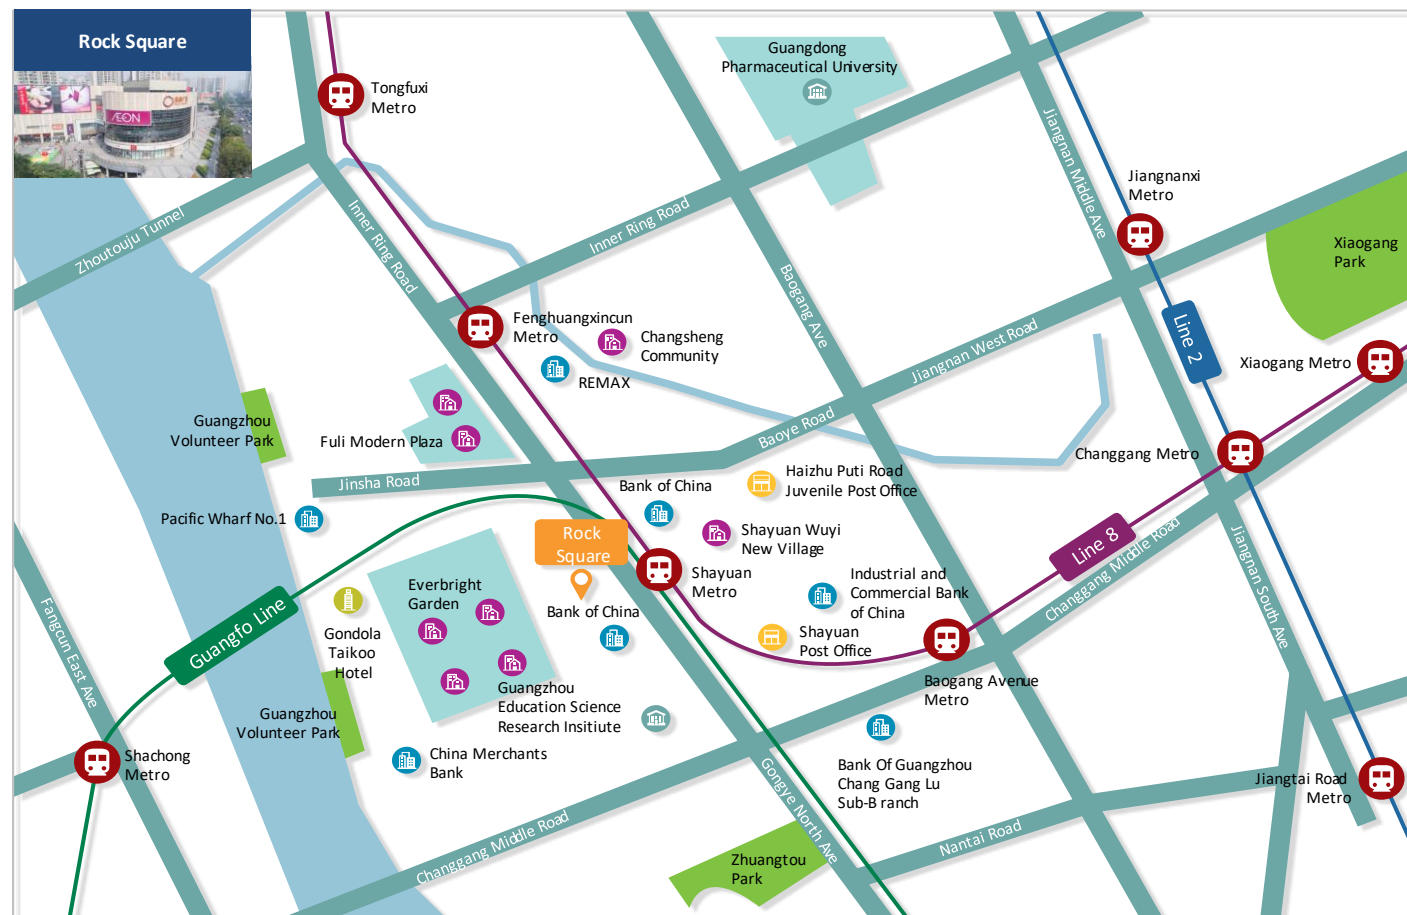 Rock Square
AEON
Tongfuxi
Metro
Guangdong
Pharmaceutical University
Jiangnan Middle Ave
Jiangnanxi
Metro
Xiaogang
Park
Zhoutouju Tunnel
Inner Ring Road
Inner Ring Road
Baogang Ave
Line 2
Fenghuangxincun
Metro
Changsheng
Community
REMAX
Jiangnan West Road
Xiaogang Metro
Guangzhou
Volunteer Park
Fuli Modern Plaza
Baoye Road
Changgang Metro
Jinsha Road
Haizhu Puti Road
Juvenile Post Office
Bank of China
Pacific Wharf No.1
Rock
Square
Shayuan Wuyi
New Village
Line 8
Changgang Middle Road
Jiangnan South Ave
Shayuan
Metro
Industrial and
Commercial Bank
of China
Everbright
Garden
Bank of China
Guangfo Line
Gondola
Taikoo
Hotel
Shayuan
Post Office
Fangcun East Ave
Baogang Avenue
Metro
Guangzhou
Education Science
Research Insitiute
Guangzhou
Volunteer Park
Shachong
Metro
China Merchants
Bank
Bank Of Guangzhou
Chang Gang Lu
Sub-B ranch
Jiangtai Road
Metro
Gongye North Ave
Changgang Middle Road
Nantai Road
Zhuangtou
Park